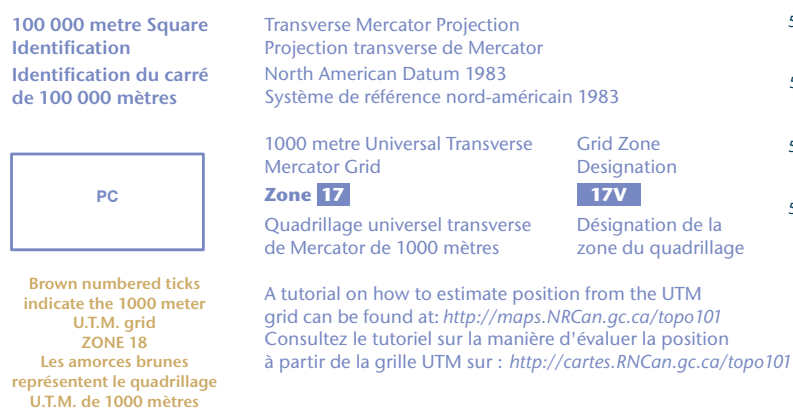 100 000 metre Square
Identification
Identification du carré
de 100 000 mètres
PC
Brown numbered ticks
indicate the 1000 meter
U.T.M. grid
ZONE 18
Les amorces brunes
représentent le quadrillage
U.T.M. de 1000 mètres
Transverse Mercator Projection
Projection transverse de Mercator
North American Datum 1983
Système de référence nord-américain 1983
1000 metre Universal Transverse
Mercator Grid
Zone 17
Quadrillage universel transverse
de Mercator de 1000 mètres
Grid Zone
Designation
17V
Désignation de la
zone du quadrillage
A tutorial on how to estimate position from the UTM
grid can be found at: http://maps.NRCan.gc.ca/topo101
Consultez le tutoriel sur la manière d'évaluer la position
à partir de la grille UTM sur : http://cartes.RNCan.gc.ca/topo101